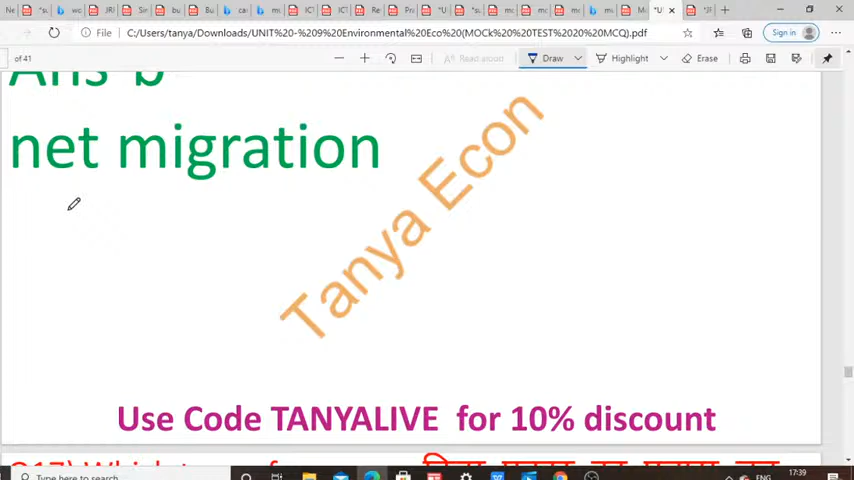 File
C:/Users/tanya/Downloads/UNIT%20-%209%20Environmental%20Eco%20(MOCk%20%20TEST%2020%20MCQ).pdf
Sign in
of 41
Read aloud
Draw
Highlight
Erase
Ans b
net migration
Tanya Econ
Use Code TANYALIVE for 10% discount
Type here to search
ENG
17:39